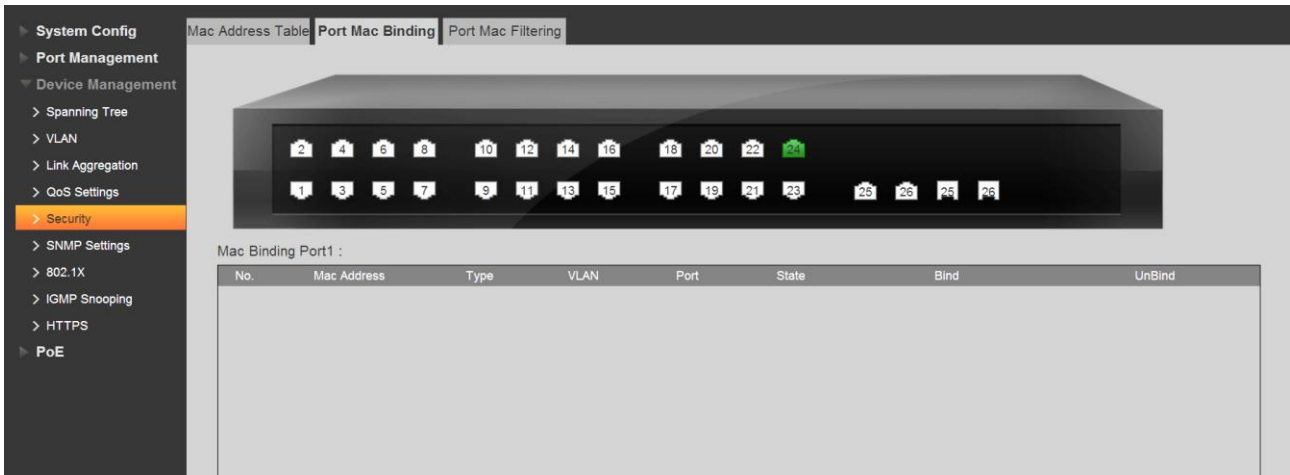 System Config
Port Management
Device Management
> Spanning Tree
> VLAN
> Link Aggregation
> QoS Settings
> Security
> SNMP Settings
> 802.1X
> IGMP Snooping
> HTTPS
PoE
Mac Address Table Port Mac Binding Port Mac Filtering
2 4 6 8 10 12 14 16 18 20 22 24
1 3 5 7 9 11 13 15 17 19 21 23 25 26 25 26
Mac Binding Port1 :
No. Mac Address Type VLAN Port State Bind UnBind